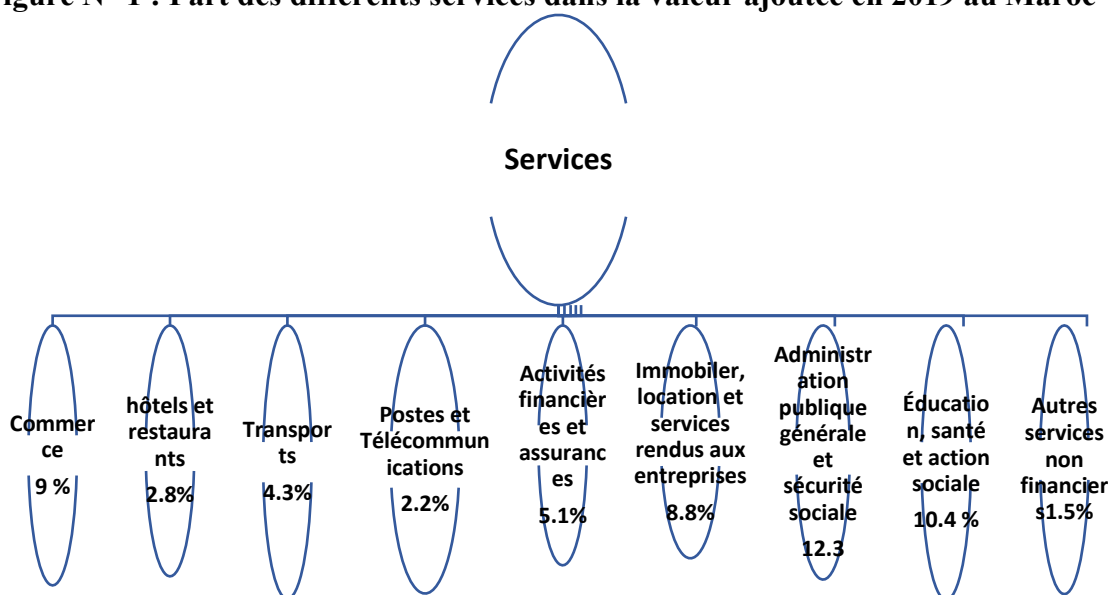 igure N° 1 : Part des différents services dans la valeur ajoutée en 2019 au Maroc
Services
Commer
ce
9 %
hôtels et
restaura
nts
2.8%
Transpor
ts
4.3%
Postes et
Télécommun
ications
2.2%
Activités
financièr
es et
assuranc
es
5.1%
Immobiler,
location et
services
rendus aux
entreprises
8.8%
Administr
ation
publique
générale
et
sécurité
sociale
12.3
Éducatio
n, santé
et action
sociale
10.4 %
Autres
services
non
financier
s1.5%